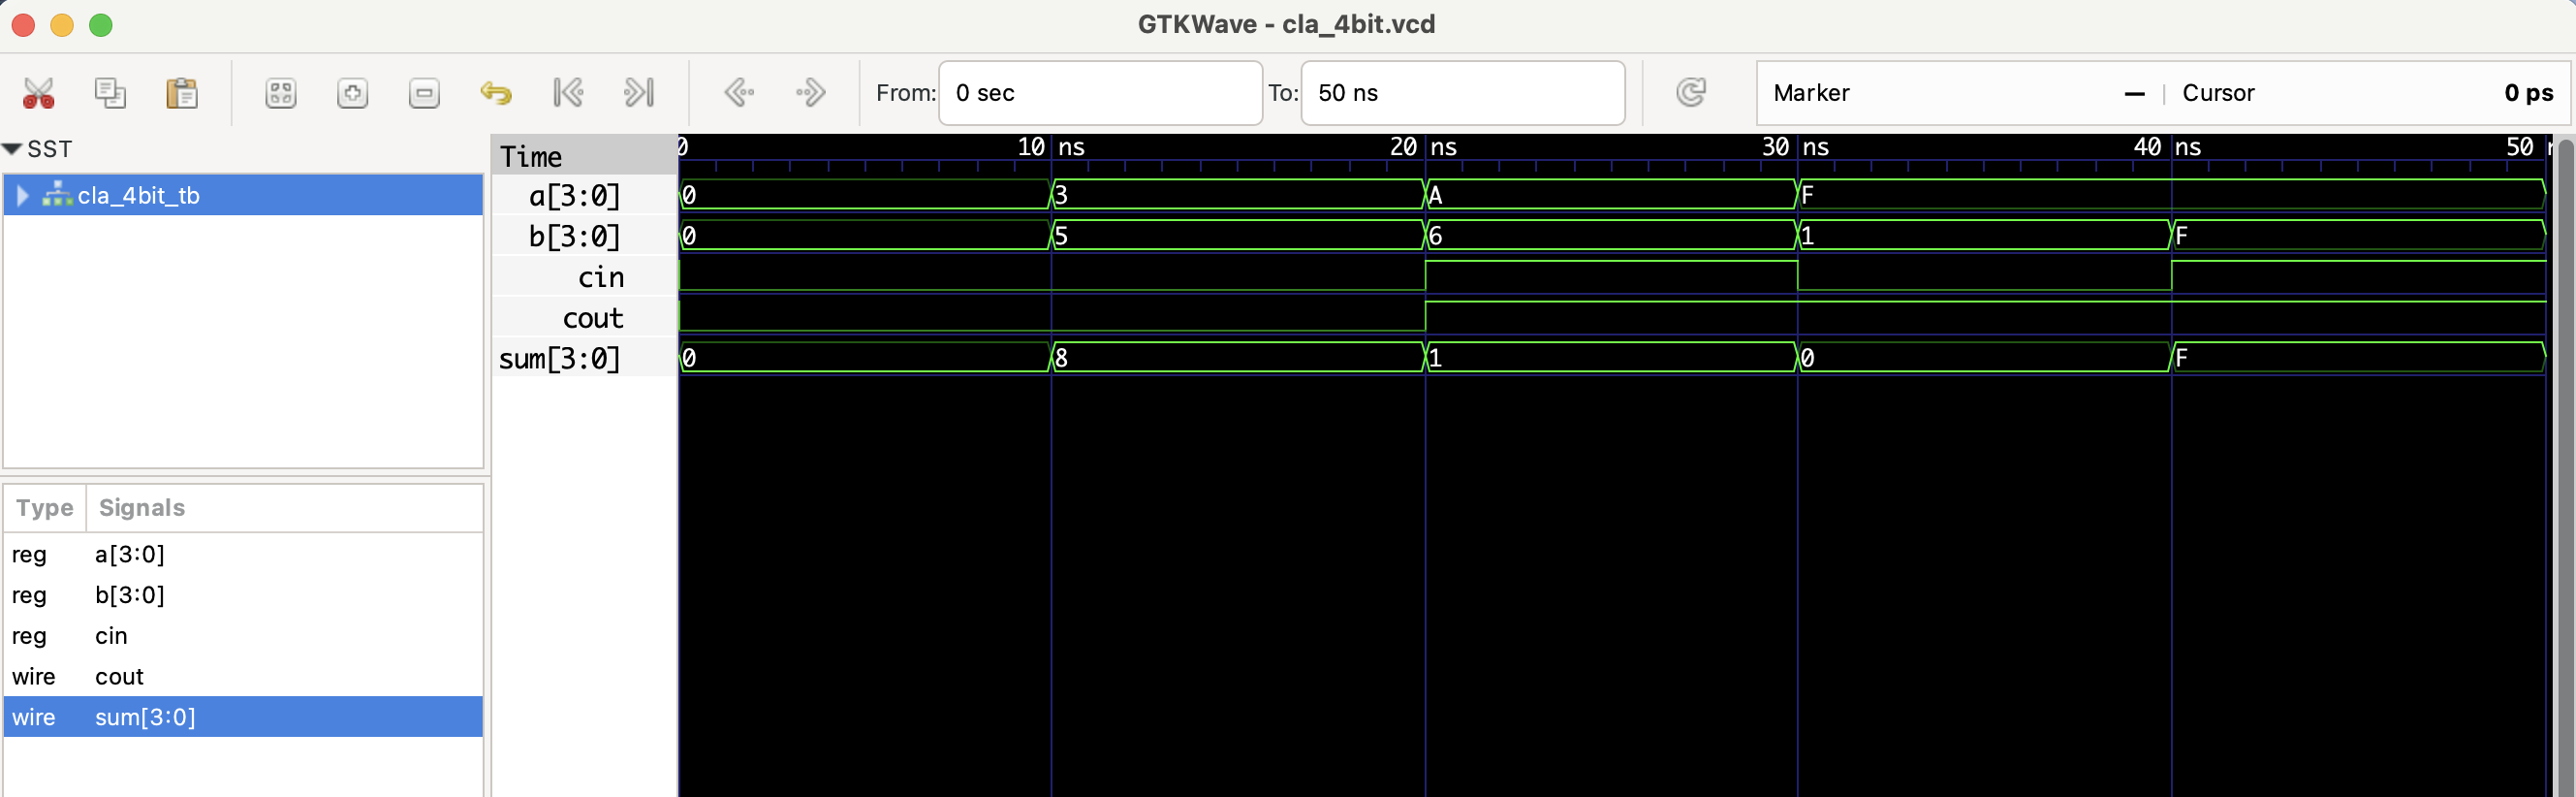 GTKWave - cla_4bit.vcd
From: 0 sec To: 50 ns Marker — | Cursor 0 ps
SST
cla_4bit_tb
Type Signals
reg a[3:0]
reg b[3:0]
reg cin
wire cout
wire sum[3:0]
Time 0 10 ns 20 ns 30 ns 40 ns 50
a[3:0] 0 3 A F
b[3:0] 0 5 6 1 F
cin
cout
sum[3:0] 0 8 1 0 F